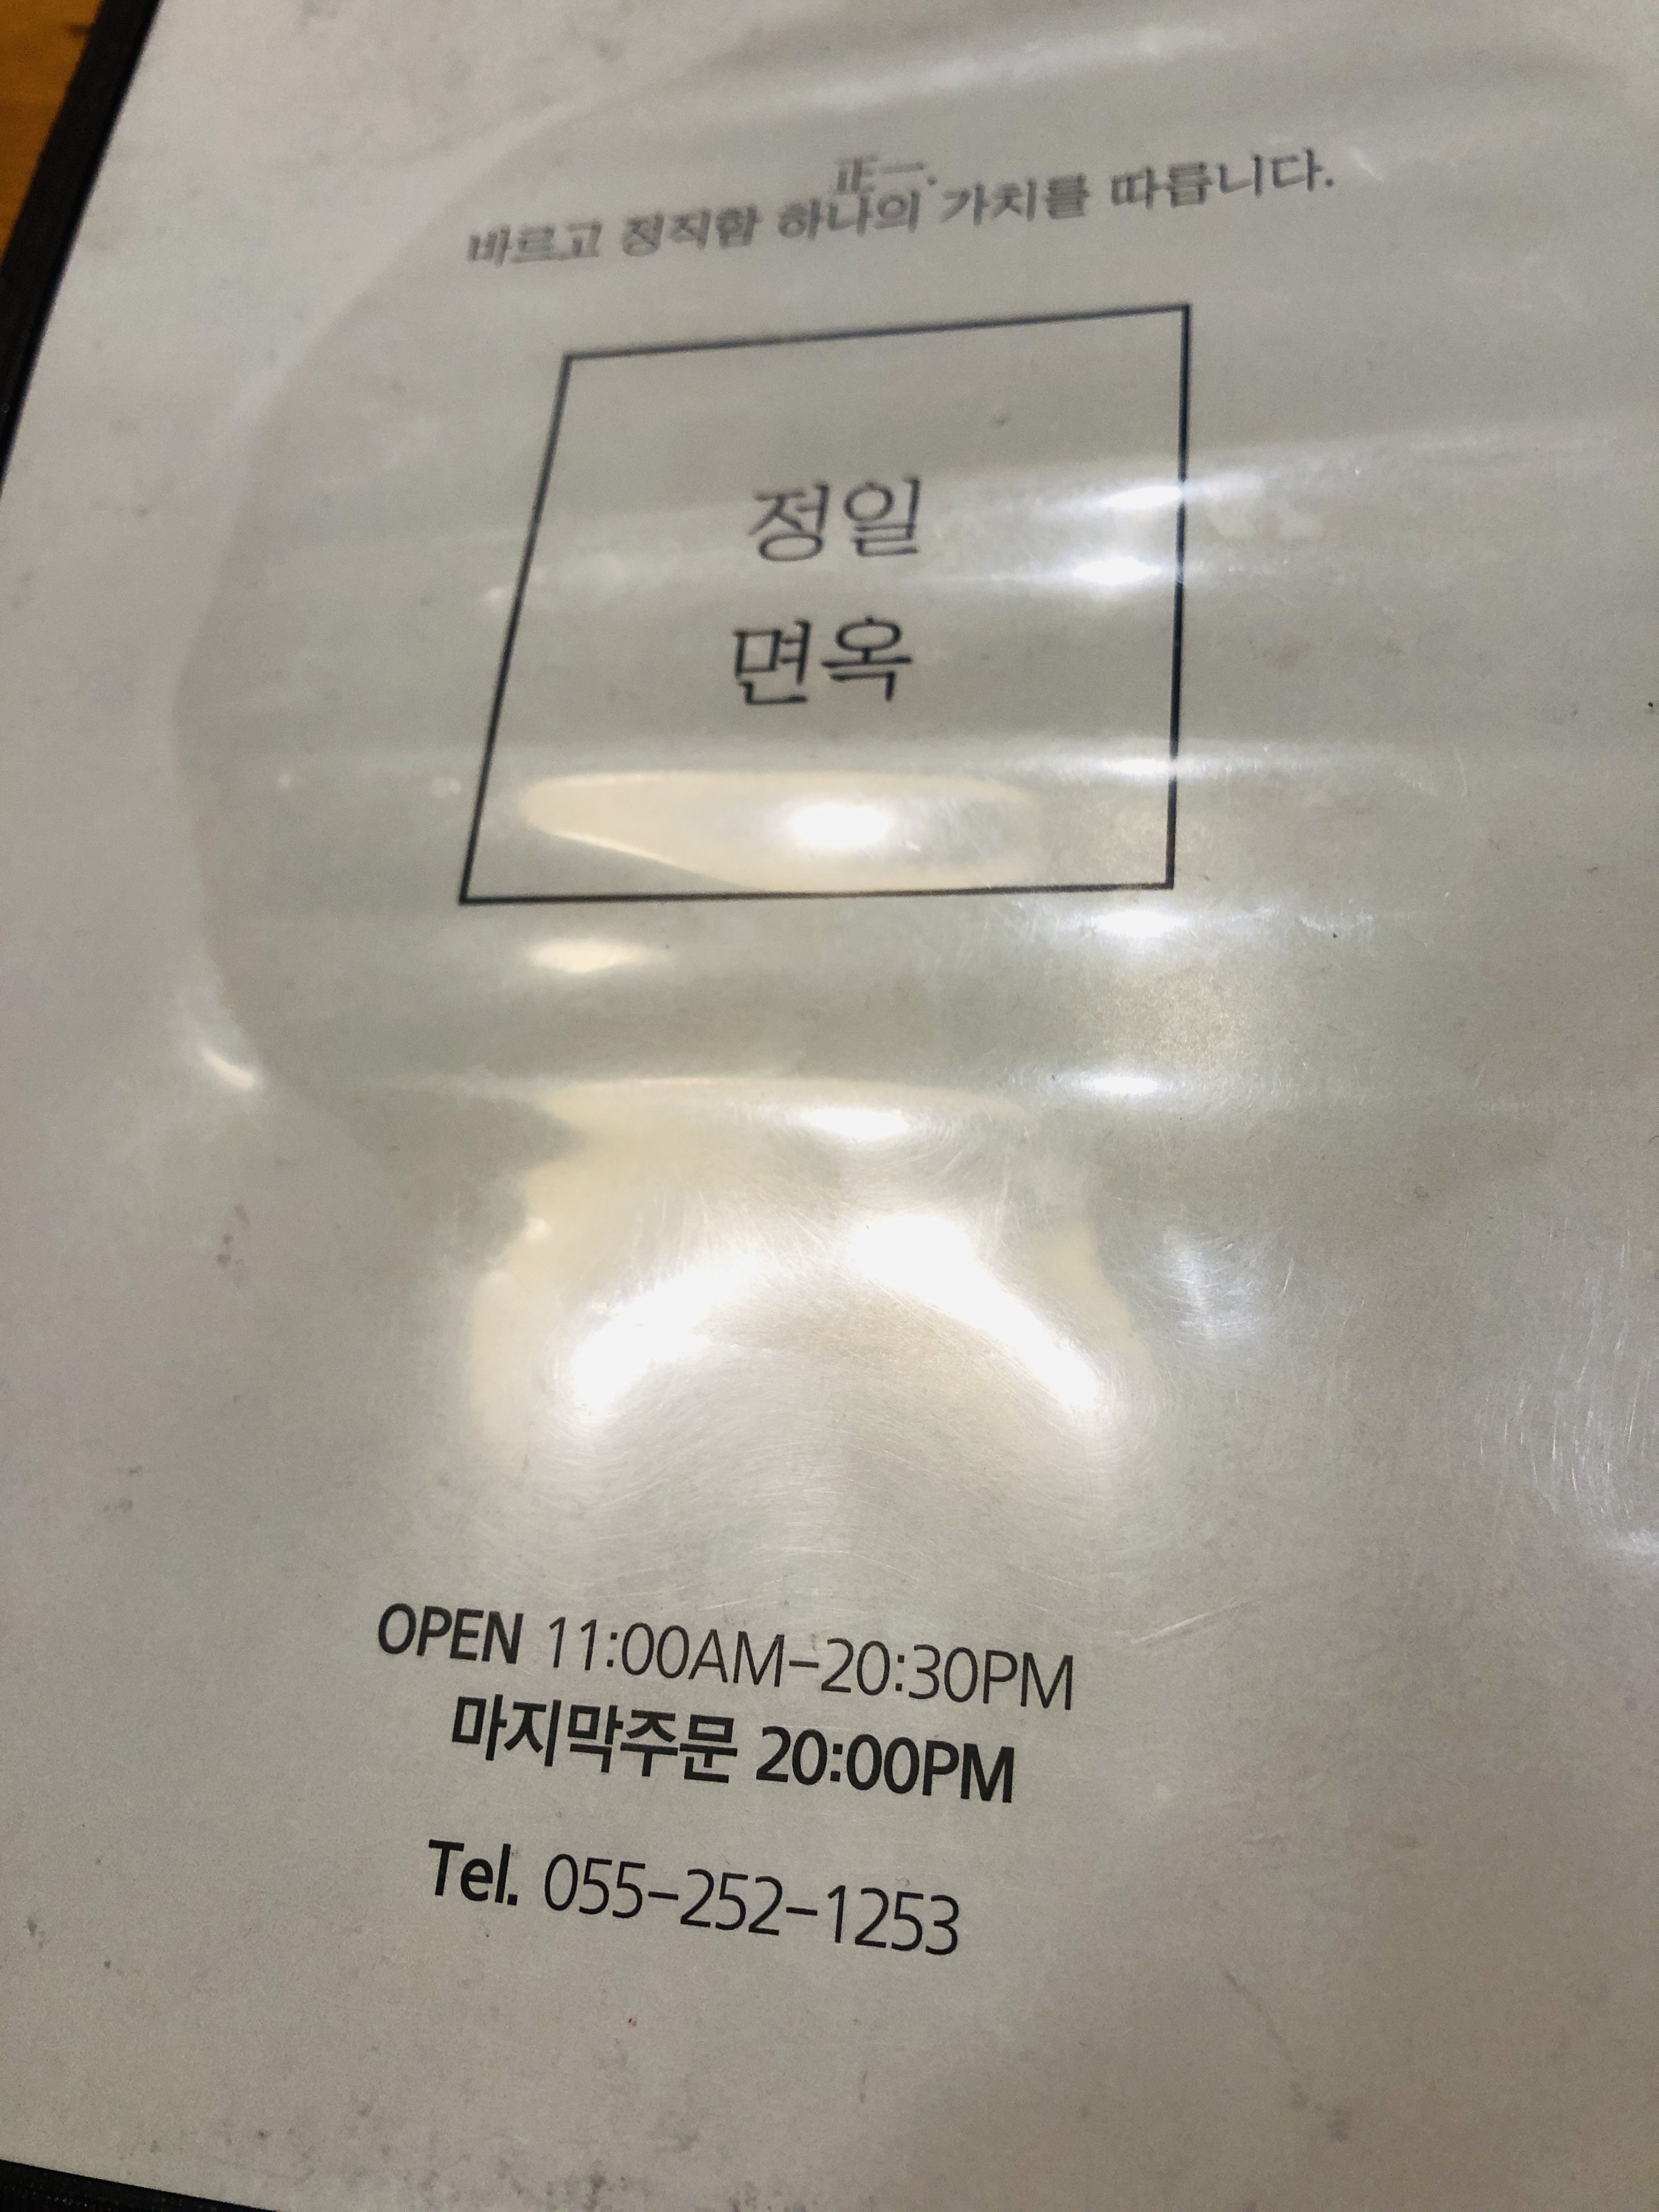 正一.
바르고 정직함 하나의 가치를 따릅니다.
정일
면옥
OPEN 11:00AM-20:30PM
마지막주문 20:00PM
Tel. 055-252-1253